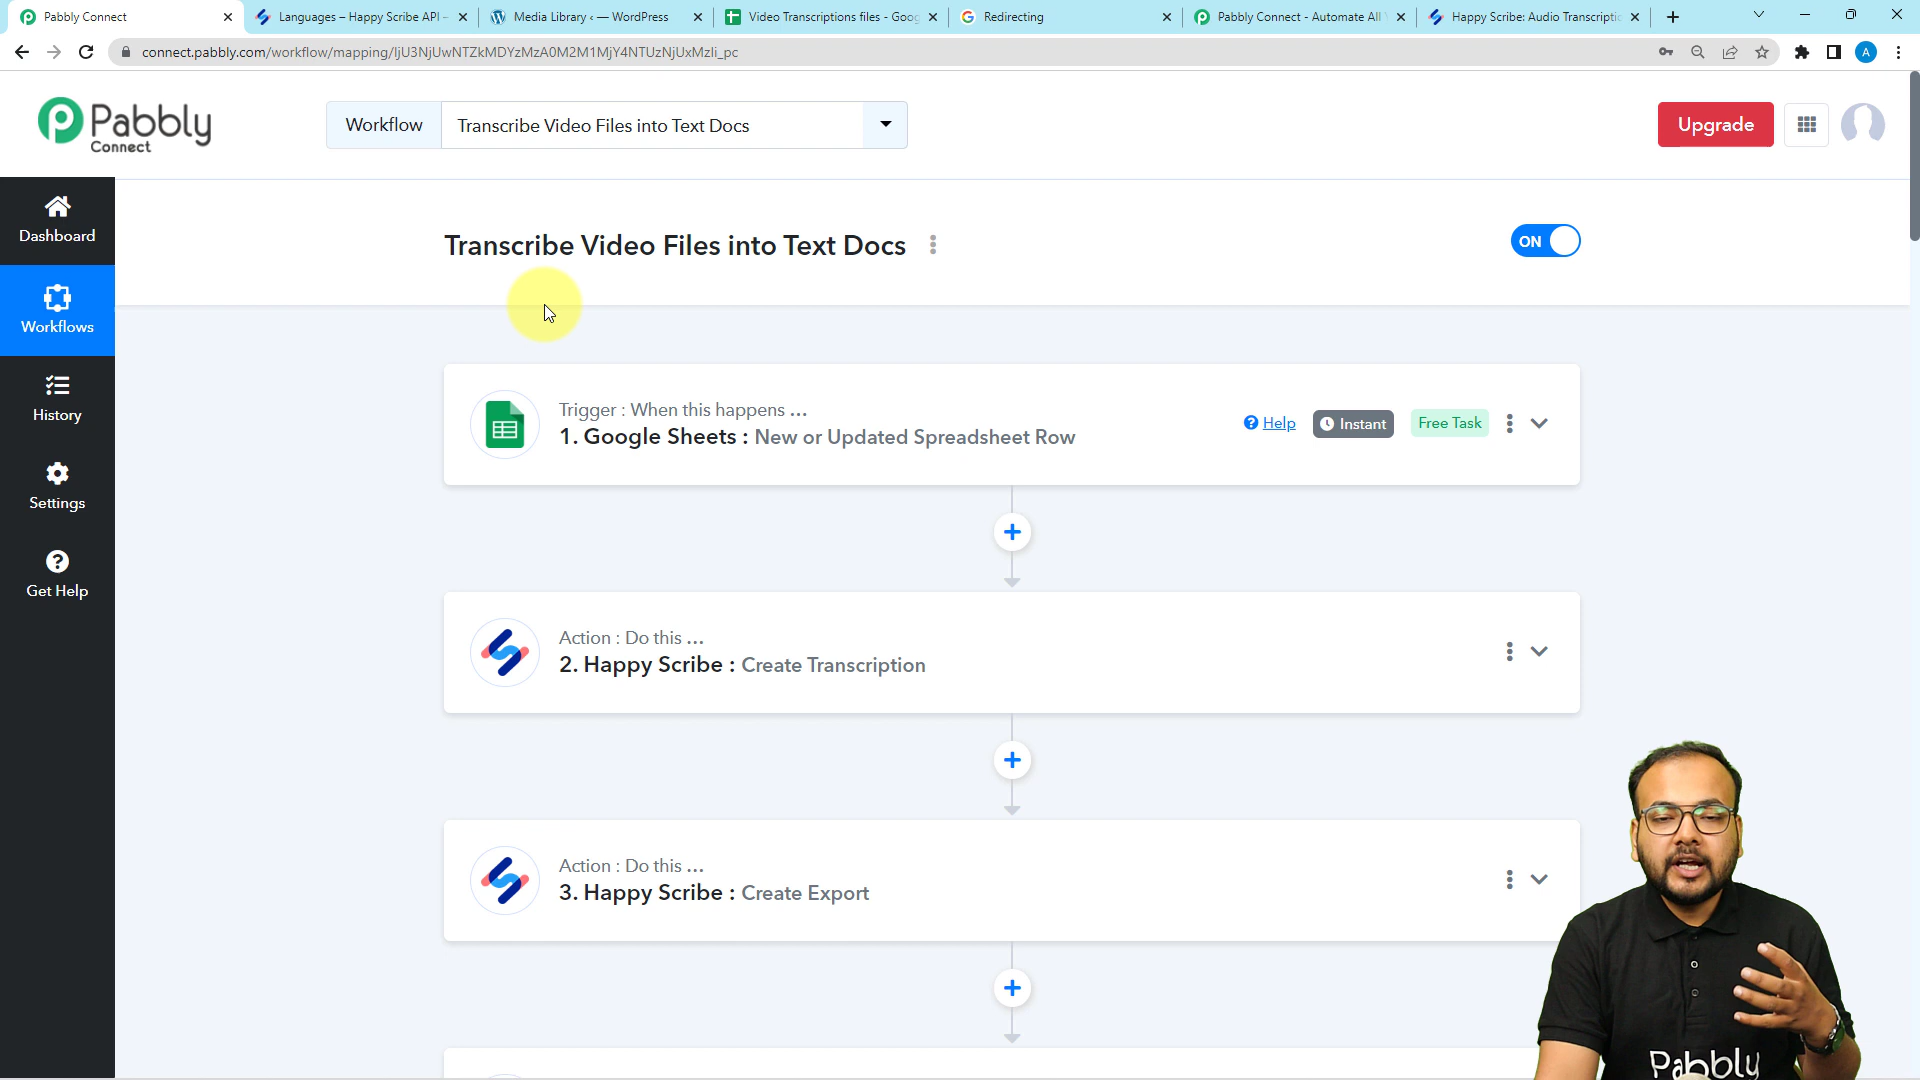 Pabbly Connect
Languages – Happy Scribe API –
Media Library ‹ — WordPress
Video Transcriptions files - Goog
Redirecting
Pabbly Connect - Automate All
Happy Scribe: Audio Transcriptic
connect.pabbly.com/workflow/mapping/IjU3NjUwNTZkMDYzMzA0M2M1MjY4NTUzNjUxMzIi_pc
A
Pabbly
Connect
Workflow
Transcribe Video Files into Text Docs
Upgrade
Dashboard
Workflows
History
Settings
Get Help
Transcribe Video Files into Text Docs
ON
Trigger : When this happens ...
1. Google Sheets : New or Updated Spreadsheet Row
Help
Instant
Free Task
Action : Do this ...
2. Happy Scribe : Create Transcription
Action : Do this ...
3. Happy Scribe : Create Export
Pabbly